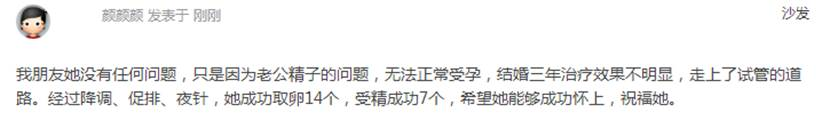 颜颜颜 发表于 刚刚
沙发
我朋友她没有任何问题，只是因为老公精子的问题，无法正常受孕，结婚三年治疗效果不明显，走上了试管的道
路。经过降调、促排、夜针，她成功取卵14个，受精成功7个，希望她能够成功怀上，祝福她。